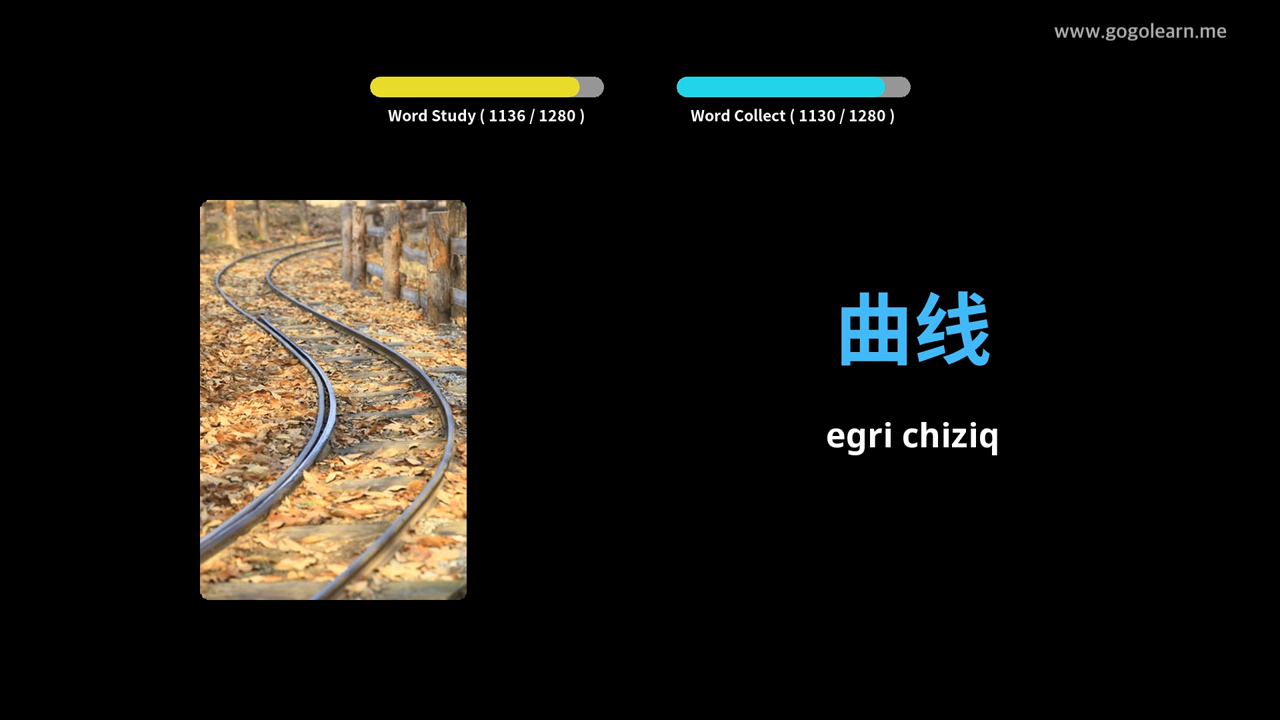 www.gogolearn.me
Word Study ( 1136 / 1280 )
Word Collect ( 1130 / 1280 )
曲线
egri chiziq